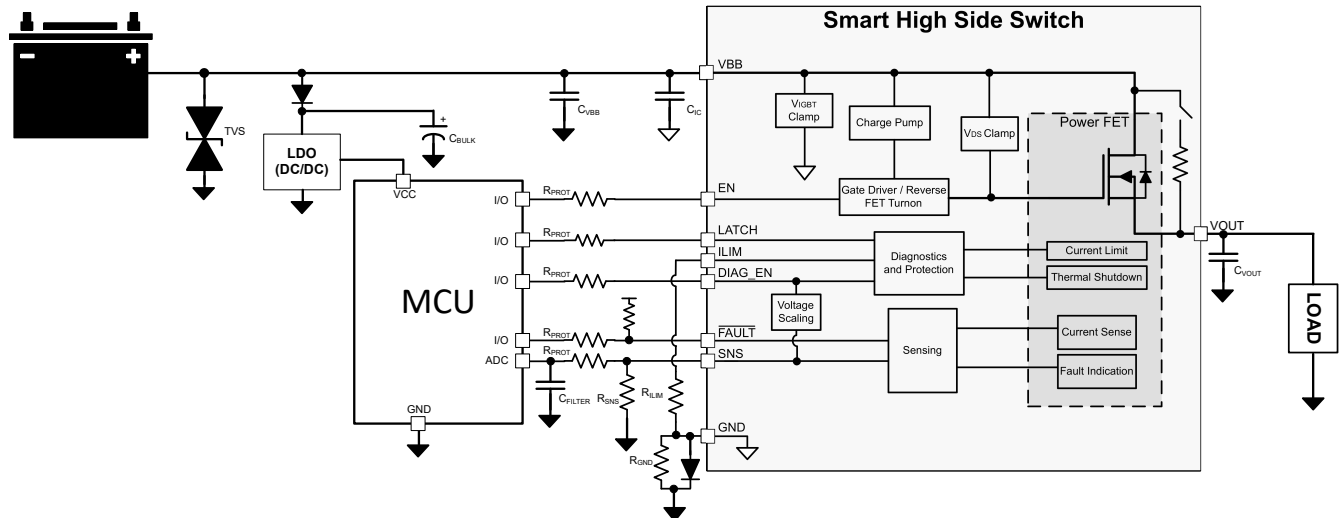 Smart High Side Switch
− +
VBB
TVS
LDO
(DC/DC)
+
CBULK
CVBB
CIC
VIGBT
Clamp
Charge Pump
VDS Clamp
Power FET
VCC
I/O
RPROT
EN
Gate Driver / Reverse
FET Turnon
I/O
RPROT
LATCH
ILIM
I/O
RPROT
DIAG_EN
Diagnostics
and Protection
Current Limit
Thermal Shutdown
VOUT
CVOUT
LOAD
MCU
Voltage
Scaling
I/O
RPROT
FAULT
ADC
RPROT
SNS
Sensing
Current Sense
Fault Indication
CFILTER
RSNS
RILIM
GND
GND
RGND